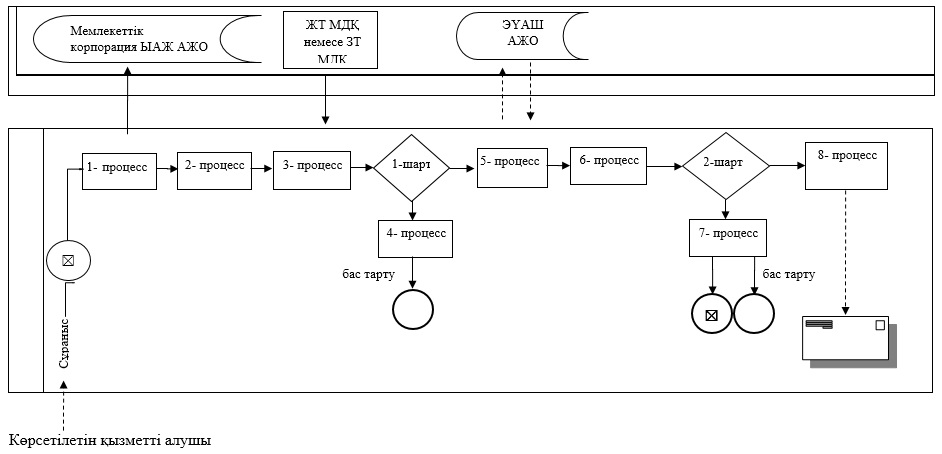 Мемлекеттік
корпорация ЫАЖ АЖО
ЖТ МДҚ
немесе ЗТ
МДҚ
ЭҮАШ
АЖО
1- процесс
2- процесс
3- процесс
1-шарт
5- процесс
6- процесс
2-шарт
8- процесс
4- процесс
7- процесс
бас тарту
бас тарту
Сұраныс
Көрсетілетін қызметті алушы